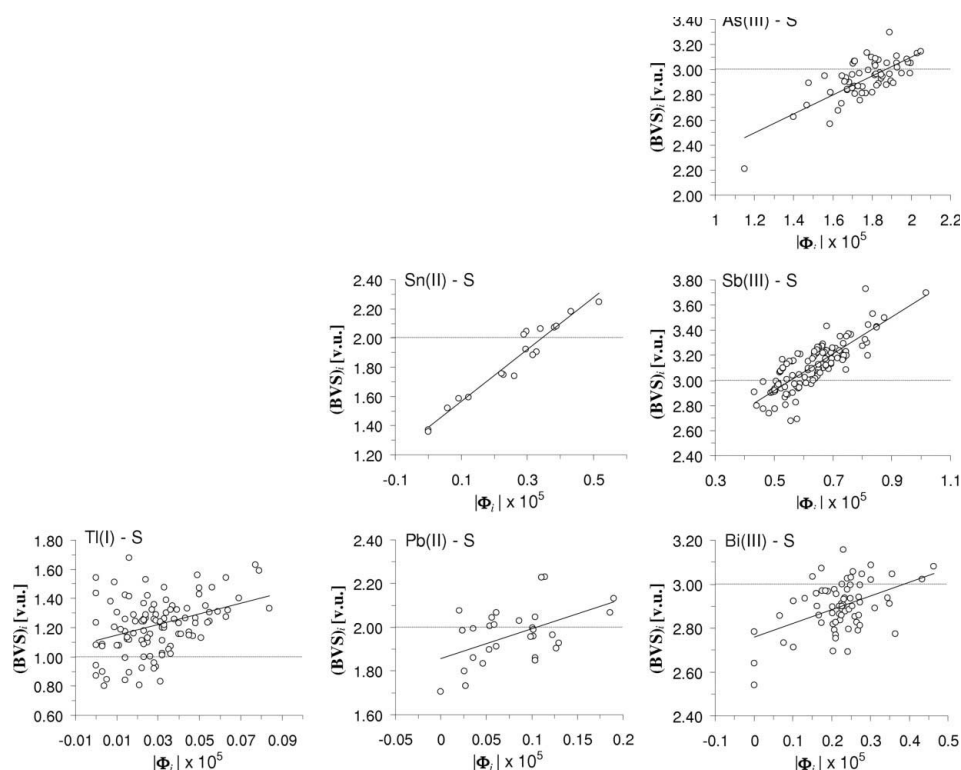 As(III) - S
3.40
3.20
3.00
2.80
2.60
2.40
2.20
2.00
(BVS)i [v.u.]
1 1.2 1.4 1.6 1.8 2 2.2
|Φi| x 10^5
Sn(II) - S
2.40
2.20
2.00
1.80
1.60
1.40
1.20
(BVS)i [v.u.]
-0.1 0.1 0.3 0.5
|Φi| x 10^5
Sb(III) - S
3.80
3.60
3.40
3.20
3.00
2.80
2.60
2.40
(BVS)i [v.u.]
0.3 0.5 0.7 0.9 1.1
|Φi| x 10^5
Tl(I) - S
1.80
1.60
1.40
1.20
1.00
0.80
0.60
(BVS)i [v.u.]
-0.01 0.01 0.03 0.05 0.07 0.09
|Φi| x 10^5
Pb(II) - S
2.40
2.20
2.00
1.80
1.60
(BVS)i [v.u.]
-0.05 0 0.05 0.1 0.15 0.2
|Φi| x 10^5
Bi(III) - S
3.20
3.00
2.80
2.60
2.40
(BVS)i [v.u.]
-0.1 0 0.1 0.2 0.3 0.4 0.5
|Φi| x 10^5